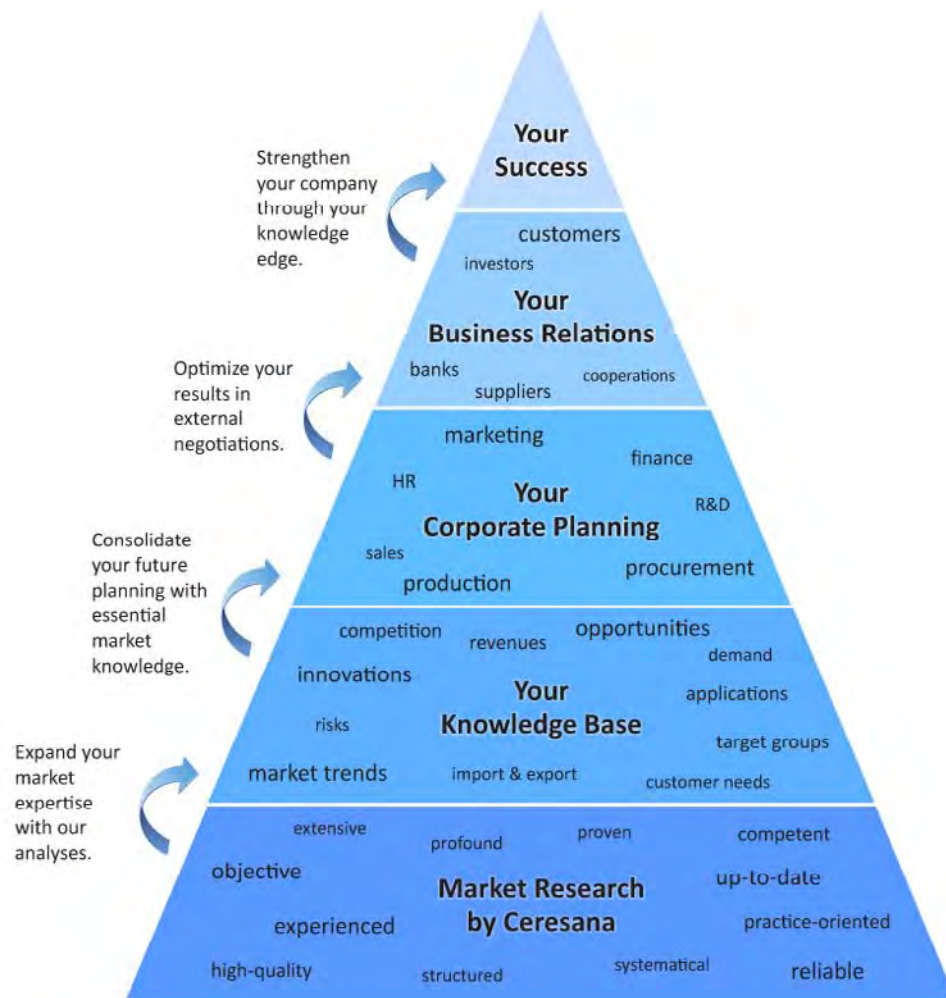 Your
Success
Strengthen
your company
through your
knowledge
edge.
customers
investors
Your
Business Relations
banks
suppliers
cooperations
Optimize your
results in
external
negotiations.
marketing
finance
HR
Your
Corporate Planning
R&D
sales
production
procurement
Consolidate
your future
planning with
essential
market
knowledge.
competition
revenues
opportunities
demand
innovations
Your
Knowledge Base
applications
risks
target groups
market trends
import & export
customer needs
Expand your
market
expertise
with our
analyses.
extensive
profound
proven
competent
objective
Market Research
by Ceresana
up-to-date
experienced
practice-oriented
high-quality
structured
systematical
reliable